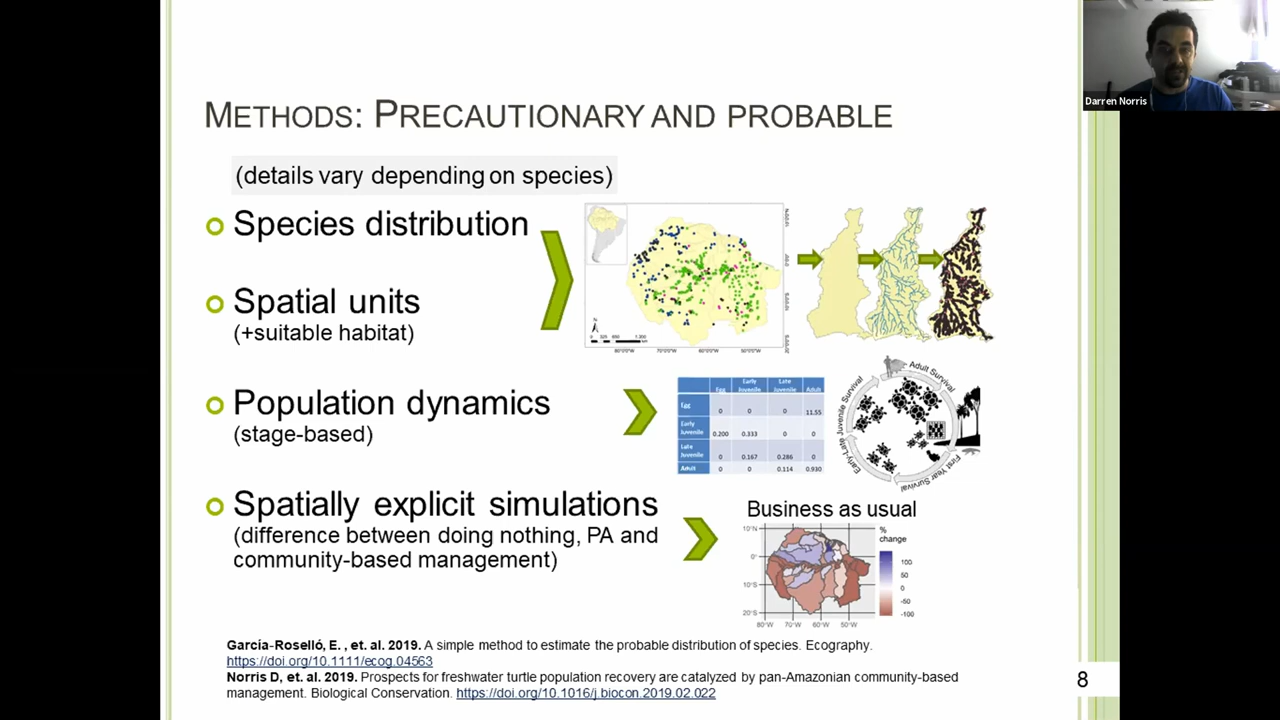 Darren Norris
METHODS: PRECAUTIONARY AND PROBABLE
(details vary depending on species)
Species distribution
Spatial units
(+suitable habitat)
Population dynamics
(stage-based)
Egg
Early Juvenile
Late Juvenile
Adult
Egg 0 0 0 11.55
Early Juvenile 0.200 0.333 0 0
Late Juvenile 0 0.167 0.286 0
Adult 0 0 0.114 0.930
Adult Survival
Early-Late Juvenile Survival
First Year Survival
Spatially explicit simulations
(difference between doing nothing, PA and
community-based management)
Business as usual
%
change
100
50
0
-50
-100
10°N
0°
10°S
20°S
80°W 70°W 60°W 50°W
García-Roselló, E. , et. al. 2019. A simple method to estimate the probable distribution of species. Ecography.
https://doi.org/10.1111/ecog.04563
Norris D, et. al. 2019. Prospects for freshwater turtle population recovery are catalyzed by pan-Amazonian community-based
management. Biological Conservation. https://doi.org/10.1016/j.biocon.2019.02.022
8